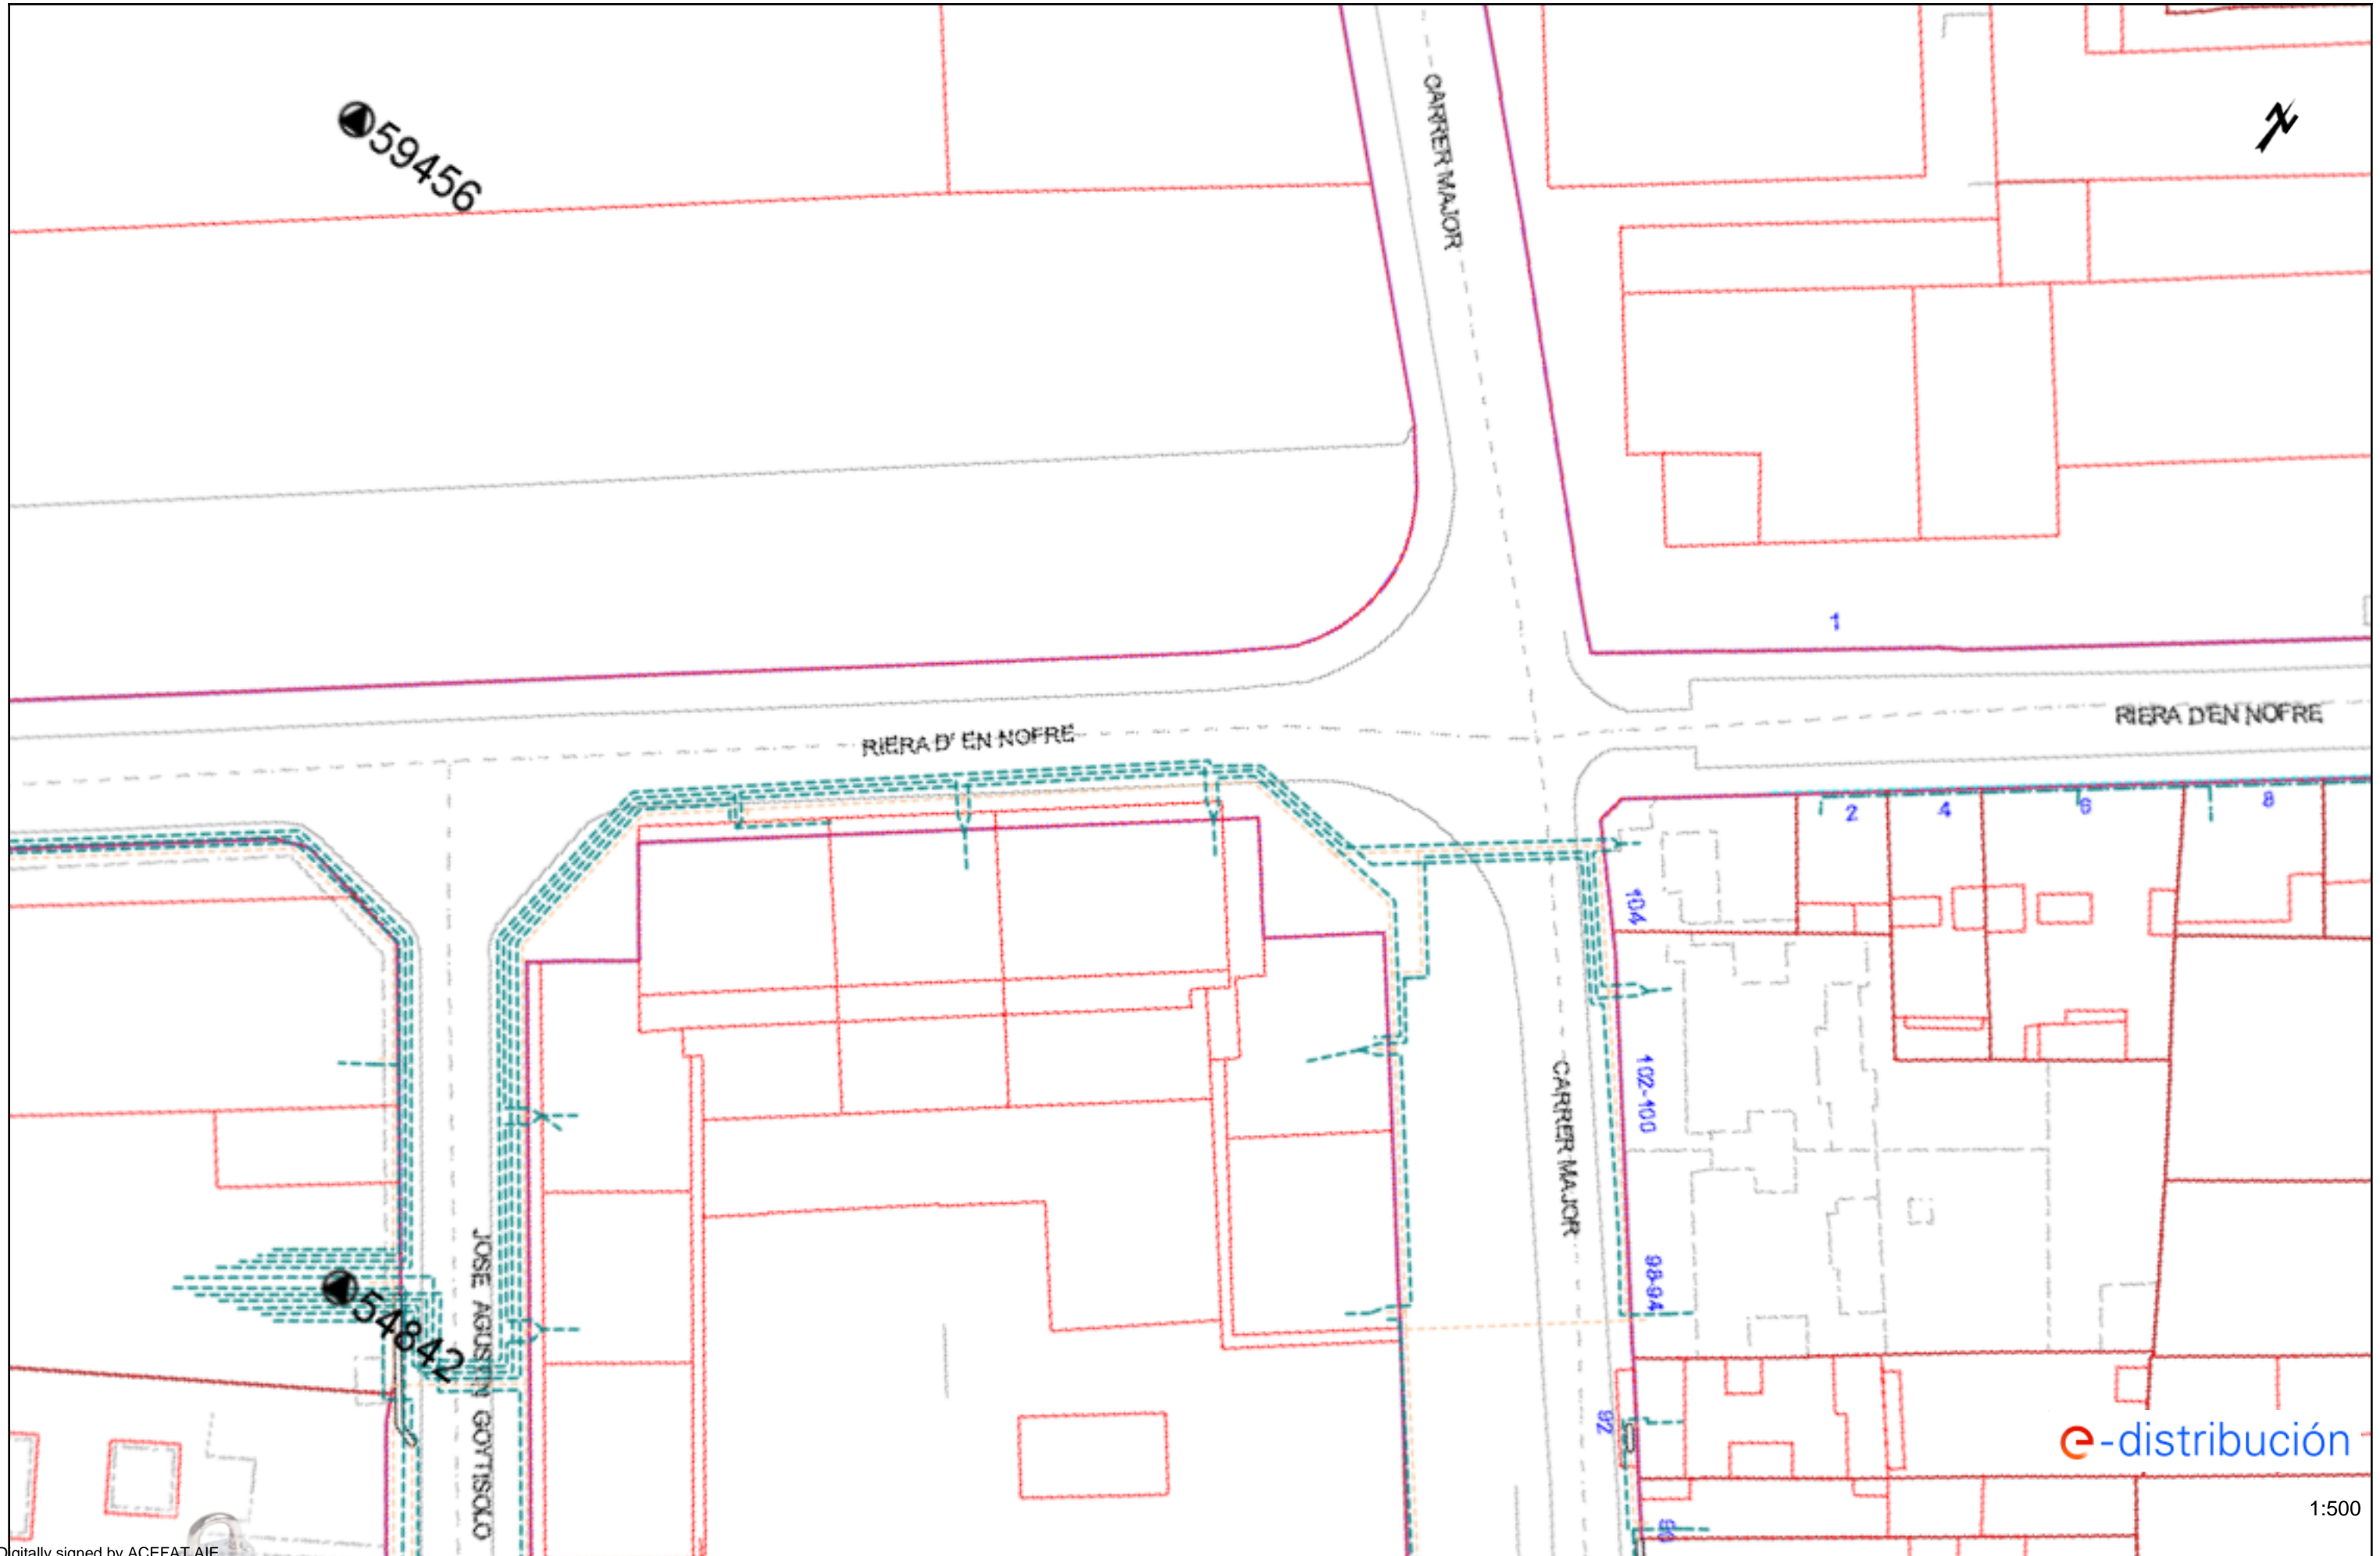 59456
CARRER MAJOR
1
RIERA D'EN NOFRE
RIERA D' EN NOFRE
2
4
6
8
104
102-100
CARRER MAJOR
98-94
54842
JOSE AGUSTIN GOYTISOLO
92
e-distribución
1:500
90
Digitally signed by ACEFAT AIE